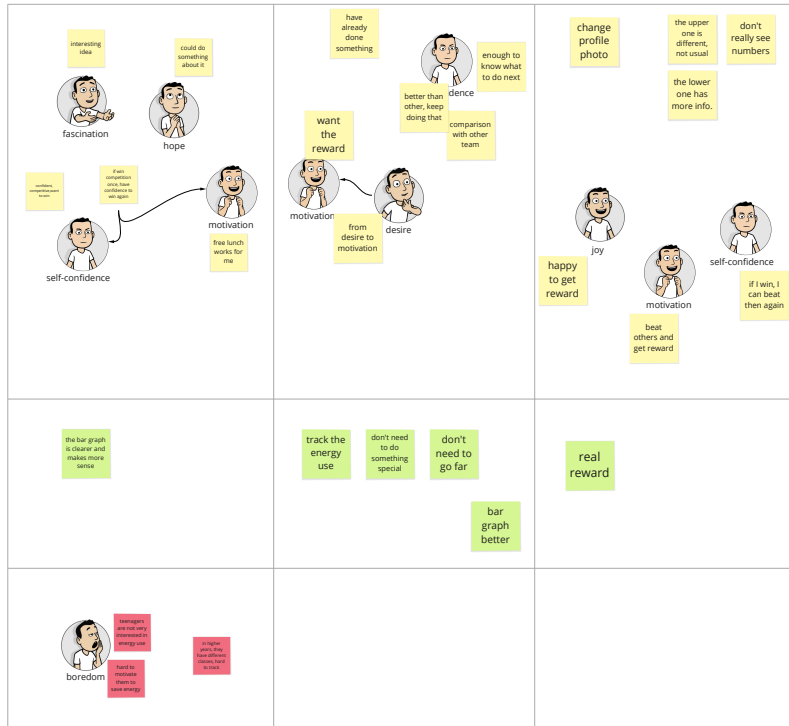 interesting
idea
could do
something
about it
fascination
hope
confident,
competitive,want
to win
if win
competition
once, have
confidence to
win again
motivation
free lunch
works for
me
self-confidence
have
already done
something
enough to
know what
to do next
dence
better than
other, keep
doing that
comparison
with other
team
want
the
reward
motivation
desire
from
desire to
motivation
change
profile
photo
the upper
one is
different,
not usual
don't
really see
numbers
the lower
one has
more info.
joy
happy
to get
reward
motivation
beat
others and
get reward
self-confidence
if I win, I
can beat
then again
the bar graph
is clearer and
makes more
sense
track the
energy
use
don't need
to do
something
special
don't
need to
go far
bar
graph
better
real
reward
teenagers
are not very
interested in
energy use
boredom
hard to
motivate
them to
save energy
in higher
years, they
have different
classes, hard
to track